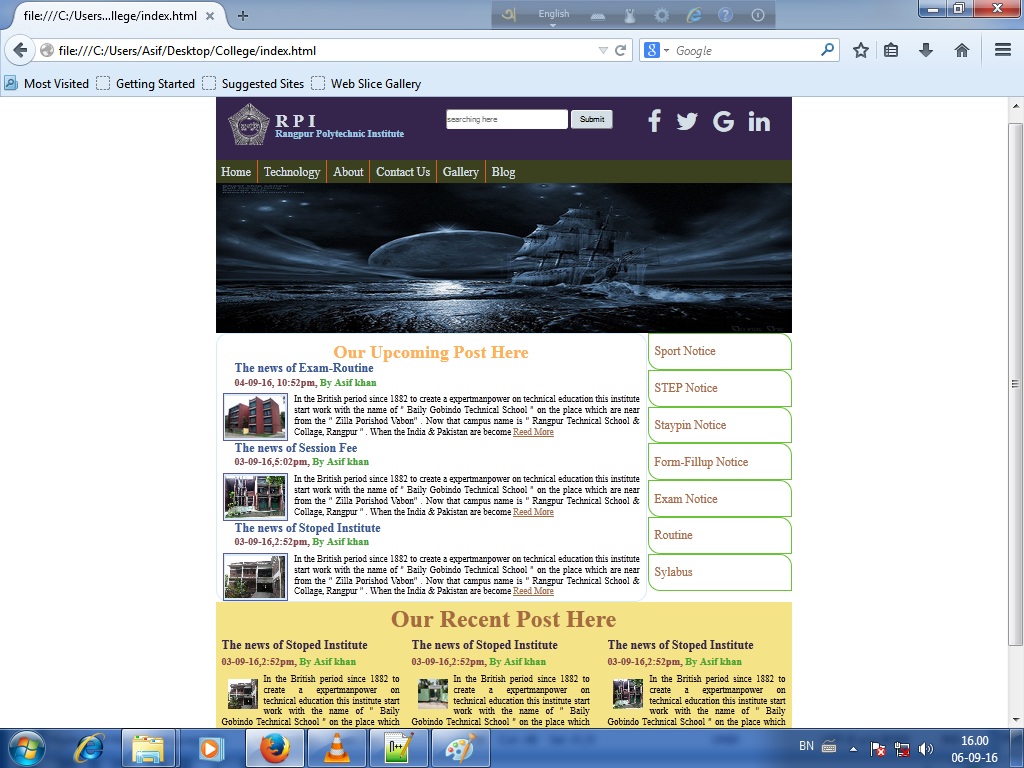 file:///C:/Users...llege/index.html
English
file:///C:/Users/Asif/Desktop/College/index.html
Google
Most Visited Getting Started Suggested Sites Web Slice Gallery
R P I
Rangpur Polytechnic Institute
searching here Submit
Home Technology About Contact Us Gallery Blog
Our Upcoming Post Here
The news of Exam-Routine
04-09-16, 10:52pm, By Asif khan
In the British period since 1882 to create a expertmanpower on technical education this institute
start work with the name of " Baily Gobindo Technical School " on the place which are near
from the " Zilla Porishod Vabon" . Now that campus name is " Rangpur Technical School &
Collage, Rangpur " . When the India & Pakistan are become Reed More
The news of Session Fee
03-09-16,5:02pm, By Asif khan
In the British period since 1882 to create a expertmanpower on technical education this institute
start work with the name of " Baily Gobindo Technical School " on the place which are near
from the " Zilla Porishod Vabon" . Now that campus name is " Rangpur Technical School &
Collage, Rangpur " . When the India & Pakistan are become Reed More
The news of Stoped Institute
03-09-16,2:52pm, By Asif khan
In the British period since 1882 to create a expertmanpower on technical education this institute
start work with the name of " Baily Gobindo Technical School " on the place which are near
from the " Zilla Porishod Vabon" . Now that campus name is " Rangpur Technical School &
Collage, Rangpur " . When the India & Pakistan are become Reed More
Sport Notice
STEP Notice
Staypin Notice
Form-Fillup Notice
Exam Notice
Routine
Sylabus
Our Recent Post Here
The news of Stoped Institute
03-09-16,2:52pm, By Asif khan
In the British period since 1882 to
create a expertmanpower on
technical education this institute start
work with the name of " Baily
Gobindo Technical School " on the place which
The news of Stoped Institute
03-09-16,2:52pm, By Asif khan
In the British period since 1882 to
create a expertmanpower on
technical education this institute start
work with the name of " Baily
Gobindo Technical School " on the place which
The news of Stoped Institute
03-09-16,2:52pm, By Asif khan
In the British period since 1882 to
create a expertmanpower on
technical education this institute start
work with the name of " Baily
Gobindo Technical School " on the place which
BN
16.00
06-09-16